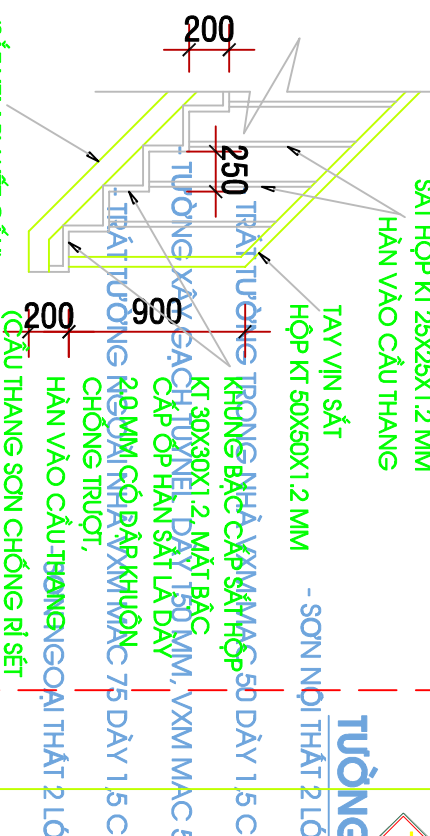 200
250
900
200
SẮT HỘP KT 25X25X1.2 MM
HÀN VÀO CẦU THANG
TAY VỊN SẮT
HỘP KT 50X50X1.2 MM
KHUNG BẬC CẤP SẮT HỘP
KT 30X30X1.2, MẶT BẬC
CẤP ỐP HÀN SẮT LÁ DÀY
2.0 MM CÓ DẬP KHUÔN
CHỐNG TRƯỢT,
HÀN VÀO CẦU THANG
(CẦU THANG SƠN CHỐNG RỈ SÉT
TƯỜNG
- SƠN NỘI THẤT 2 LỚ
- TRÁT TƯỜNG TRONG NHÀ VXM MÁC 50 DÀY 1,5 C
- TƯỜNG XÂY GẠCH TUYNEL DÀY 150 MM, VXM MÁC 5
- TRÁT TƯỜNG NGOÀI NHÀ VXM MÁC 75 DÀY 1,5 C
- SƠN NGOẠI THẤT 2 LỚ